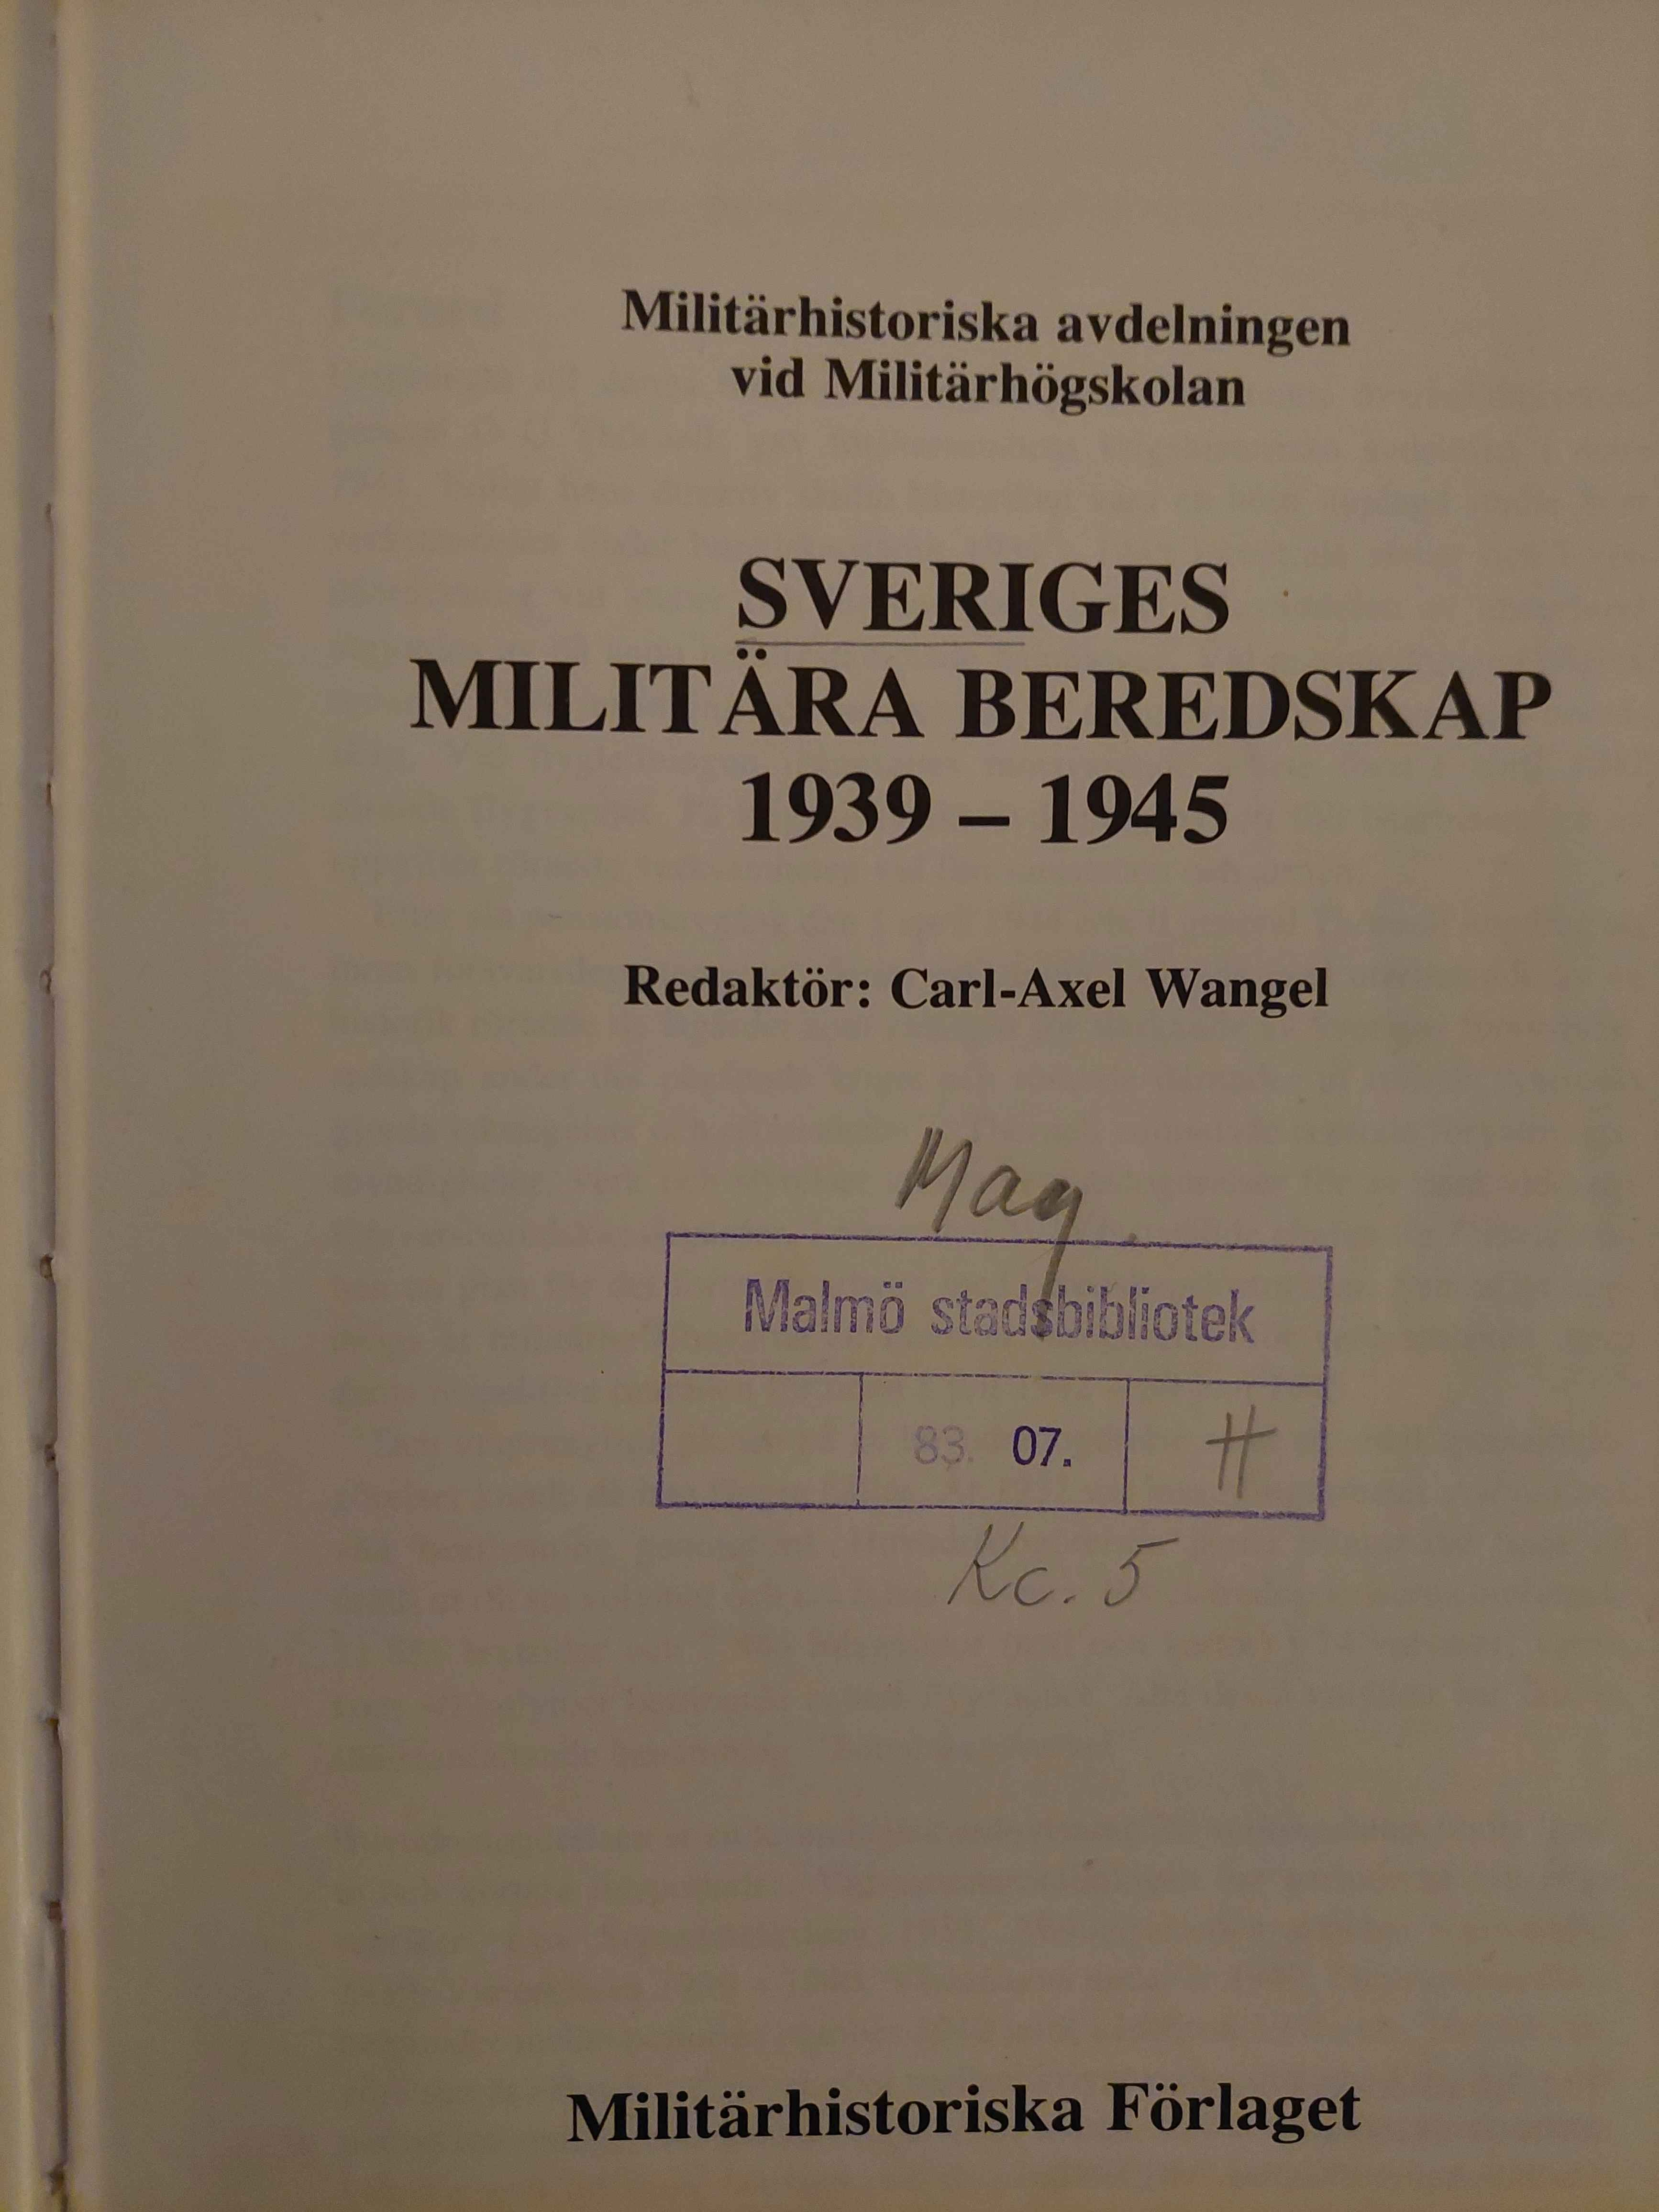 Militärhistoriska avdelningen
vid Militärhögskolan
SVERIGES
MILITÄRA BEREDSKAP
1939 – 1945
Redaktör: Carl-Axel Wangel
Mag.
Malmö stadsbibliotek
83. 07. H
Kc. 5
Militärhistoriska Förlaget